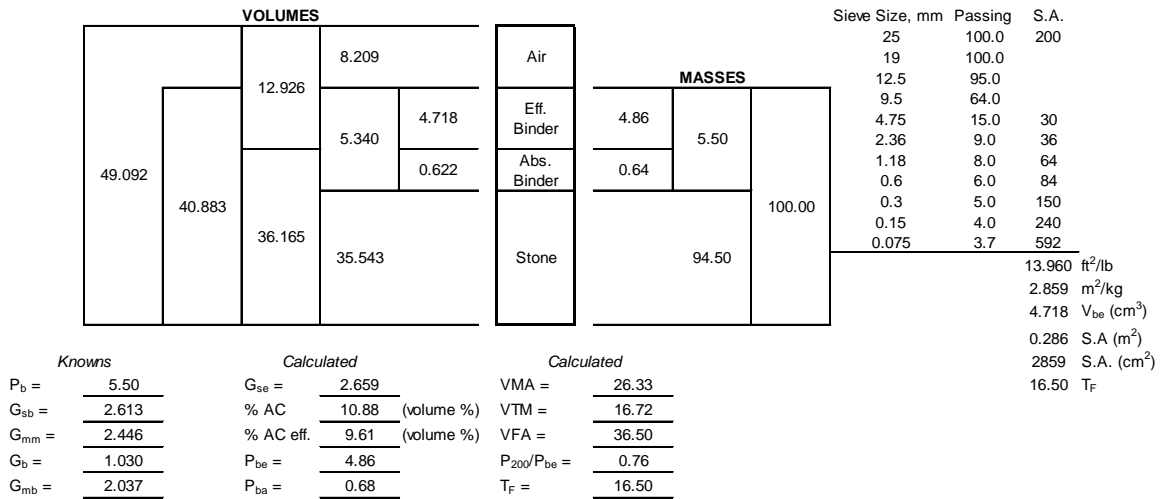 VOLUMES
Sieve Size, mm Passing S.A.
25 100.0 200
8.209 Air 19 100.0
MASSES 12.5 95.0
12.926 9.5 64.0
4.718 Eff. Binder 4.86 4.75 15.0 30
5.340 5.50 2.36 9.0 36
0.622 Abs. Binder 0.64 1.18 8.0 64
49.092 0.6 6.0 84
40.883 100.00 0.3 5.0 150
36.165 0.15 4.0 240
35.543 Stone 94.50 0.075 3.7 592
13.960 ft²/lb
2.859 m²/kg
4.718 Vbe (cm³)
0.286 S.A (m²)
Knowns Calculated Calculated 2859 S.A. (cm²)
Pb = 5.50 Gse = 2.659 VMA = 26.33 16.50 TF
Gsb = 2.613 % AC 10.88 (volume %) VTM = 16.72
Gmm = 2.446 % AC eff. 9.61 (volume %) VFA = 36.50
Gb = 1.030 Pbe = 4.86 P200/Pbe = 0.76
Gmb = 2.037 Pba = 0.68 TF = 16.50